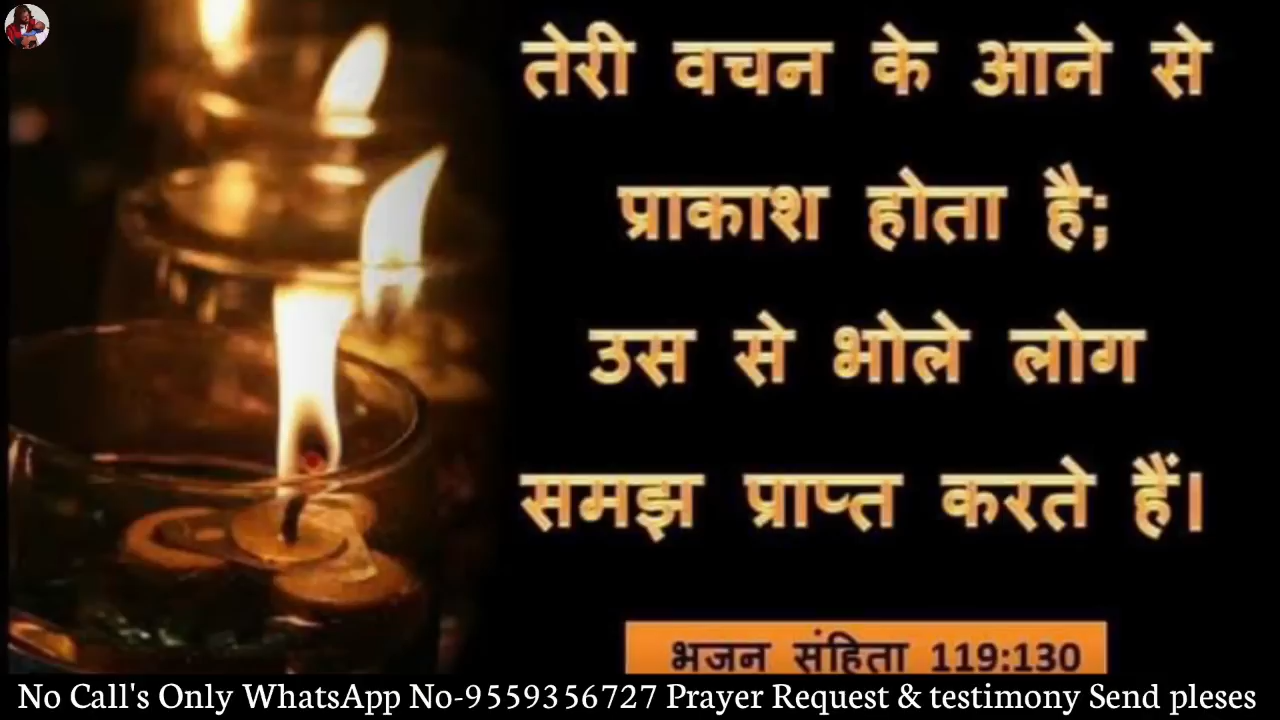 तेरी वचन के आने से
प्राकाश होता है;
उस से भोले लोग
समझ प्राप्त करते हैं।
भजन संहिता 119:130
No Call's Only WhatsApp No-9559356727 Prayer Request & testimony Send pleses